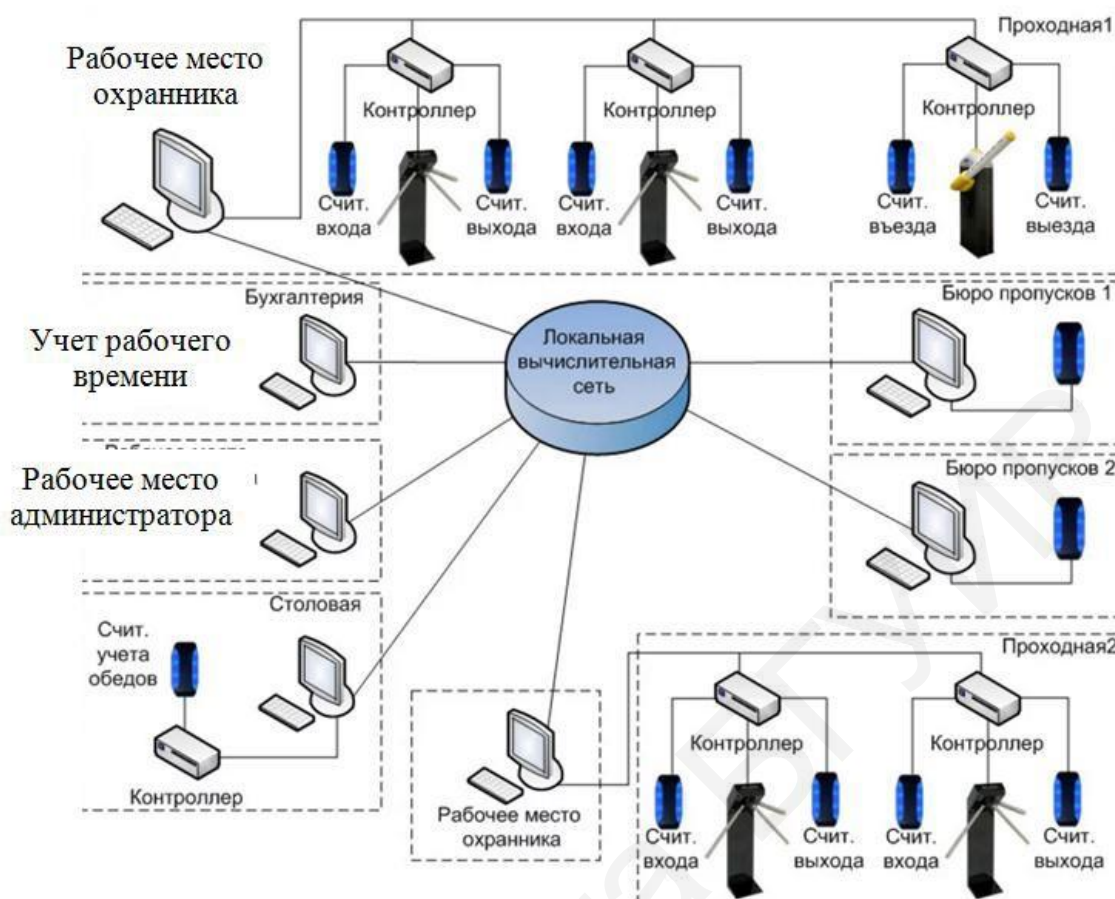 Проходная1
Рабочее место
охранника
Контроллер
Контроллер
Контроллер
Счит.
входа
Счит.
выхода
Счит.
входа
Счит.
выхода
Счит.
въезда
Счит.
выезда
Бухгалтерия
Учет рабочего
времени
Локальная
вычислительная
сеть
Бюро пропусков 1
Рабочее место
администратора
Бюро пропусков 2
Столовая
Счит.
учета
обедов
Контроллер
Рабочее место
охранника
Проходная2
Контроллер
Контроллер
Счит.
входа
Счит.
выхода
Счит.
входа
Счит.
выхода
БГУИР